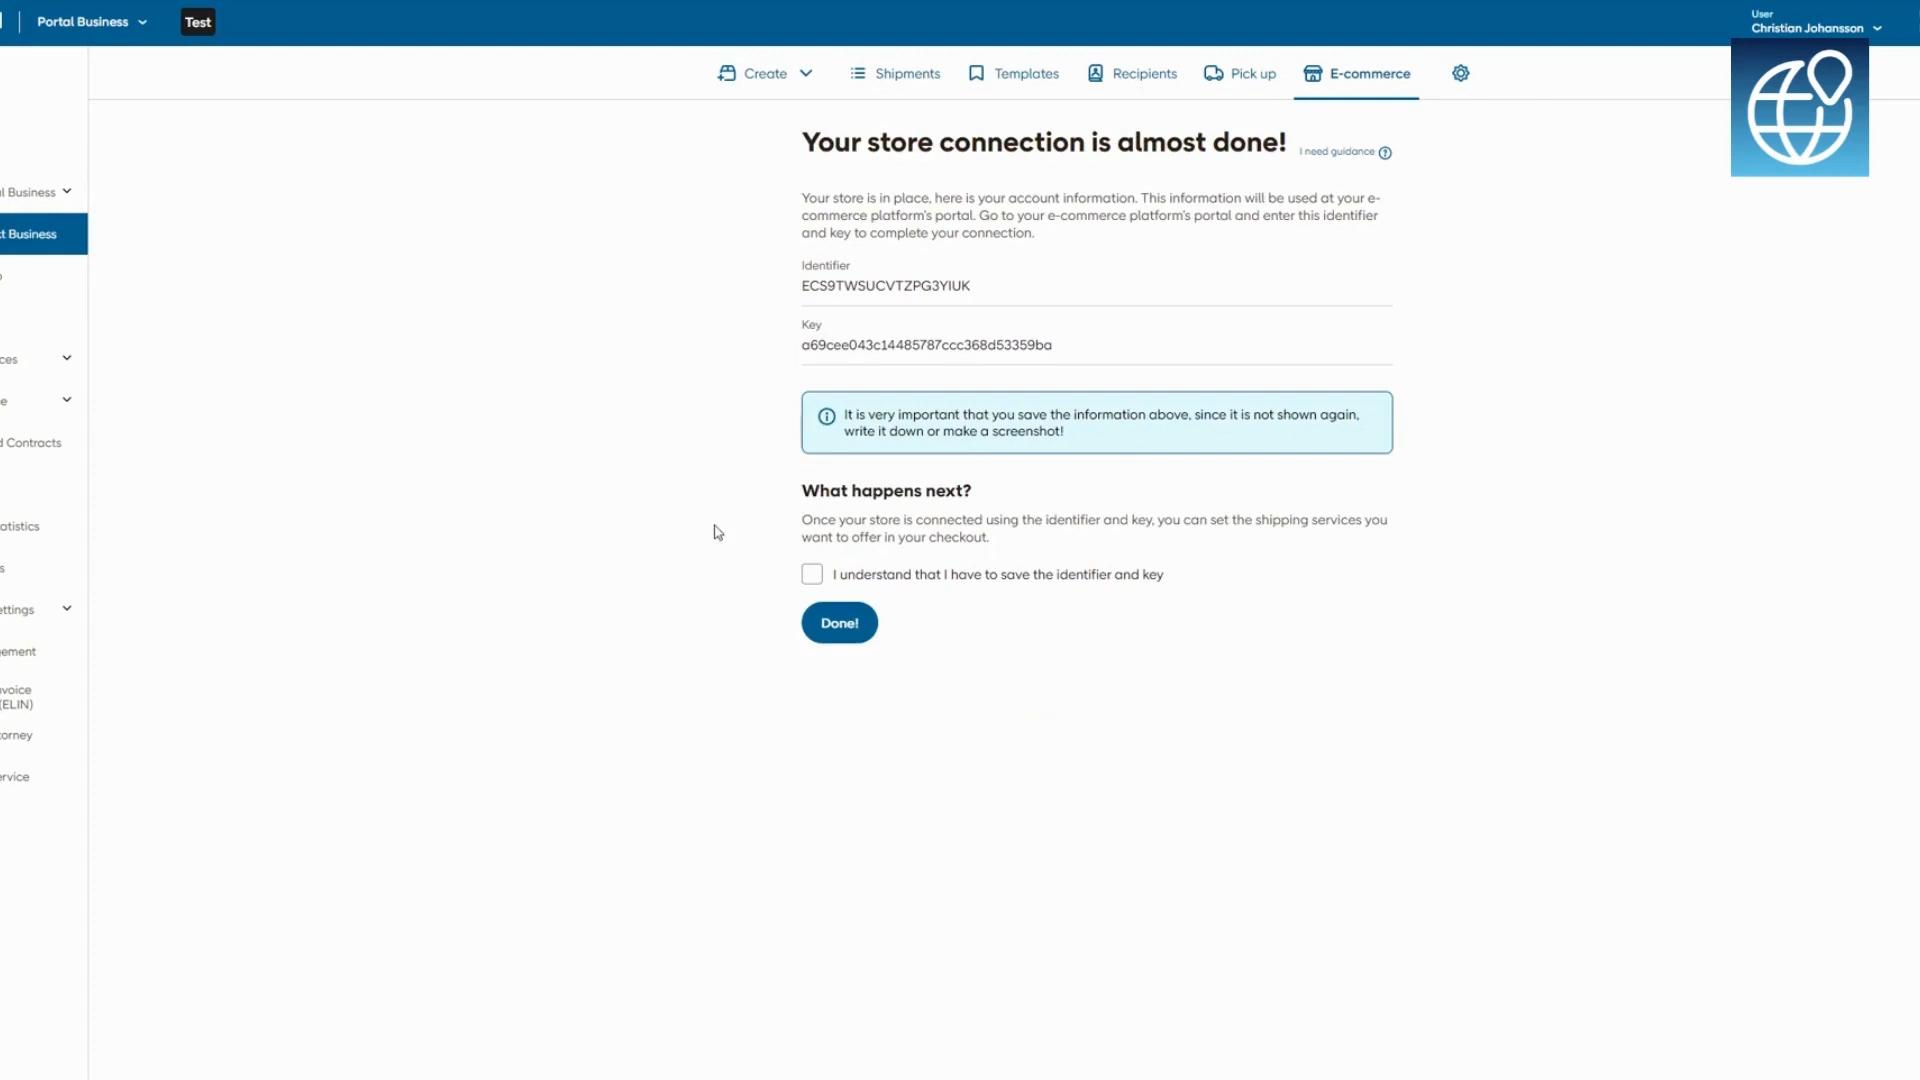 Portal Business
Test
User
Christian Johansson
Create
Shipments
Templates
Recipients
Pick up
E-commerce
Your store connection is almost done!
I need guidance
Your store is in place, here is your account information. This information will be used at your e-
commerce platform's portal. Go to your e-commerce platform's portal and enter this identifier
and key to complete your connection.
Identifier
ECS9TWSUCVTZPG3YIUK
Key
a69cee043c14485787ccc368d53359ba
It is very important that you save the information above, since it is not shown again,
write it down or make a screenshot!
What happens next?
Once your store is connected using the identifier and key, you can set the shipping services you
want to offer in your checkout.
I understand that I have to save the identifier and key
Done!
l Business
t Business
ces
e
d Contracts
atistics
s
ettings
ement
nvoice
(ELIN)
orney
ervice